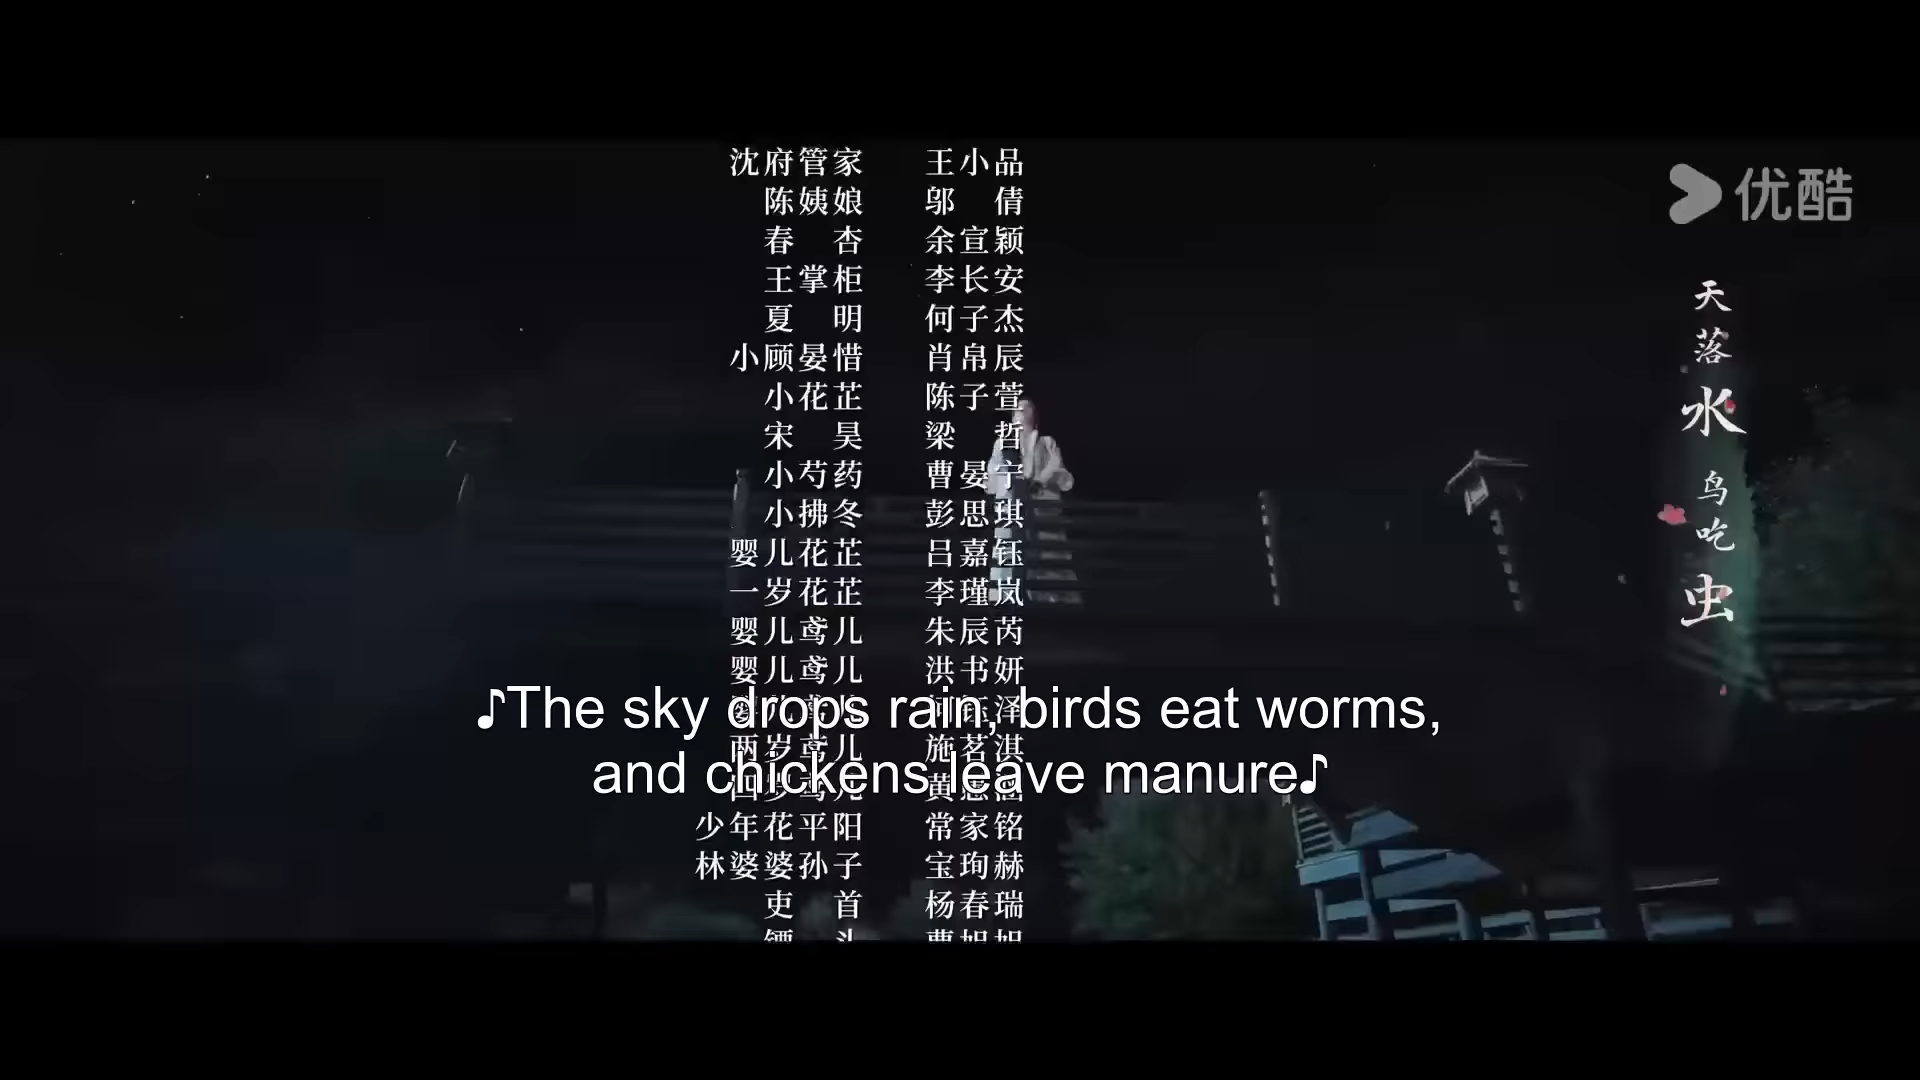 沈府管家 王小品
陈姨娘 邬倩
春杏 余宣颖
王掌柜 李长安
夏明 何子杰
小顾晏惜 肖帛辰
小花芷 陈子萱
宋昊 梁哲
小芍药 曹晏宁
小拂冬 彭思琪
婴儿花芷 吕嘉钰
一岁花芷 李瑾岚
婴儿鸢儿 朱辰芮
婴儿鸢儿 洪书妍
♪The sky drops rain, birds eat worms,
两岁鸢儿 施茗淇
and chickens leave manure♪
少年花平阳 常家铭
林婆婆孙子 宝珣赫
吏首 杨春瑞
优酷
天落水
鸟吃虫